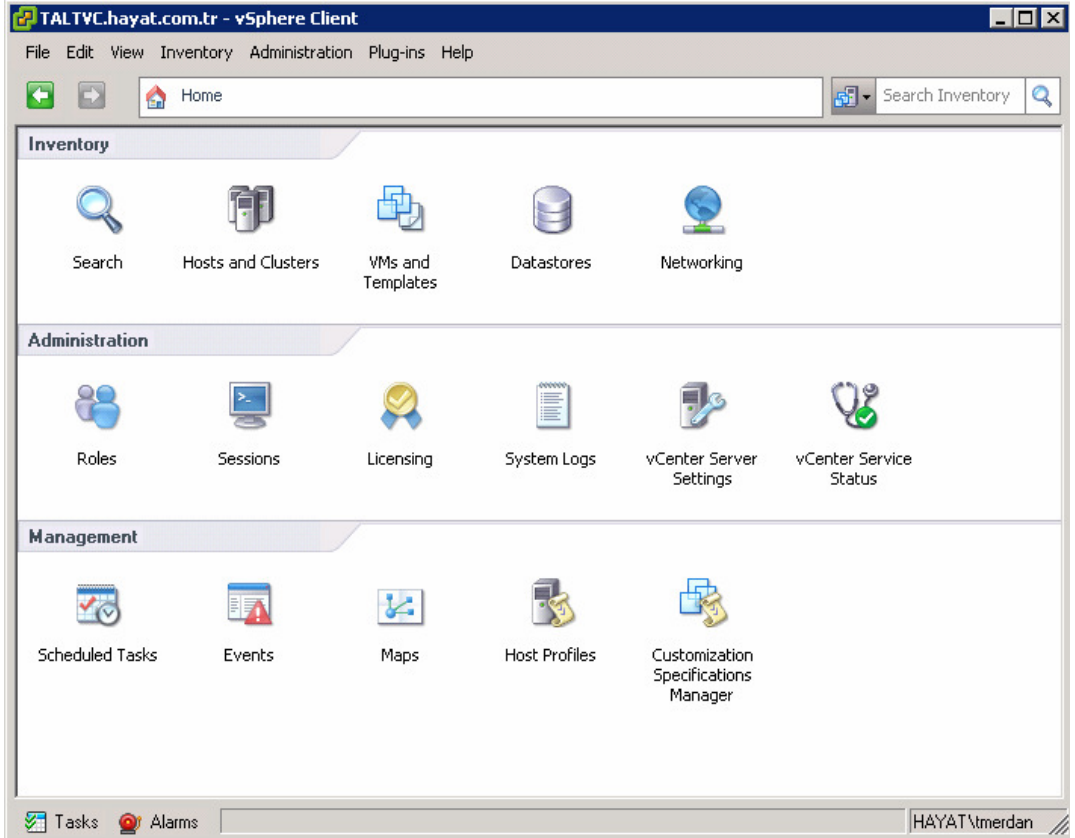 TALTVC.hayat.com.tr - vSphere Client
File Edit View Inventory Administration Plug-ins Help
Home
Search Inventory
Inventory
Search Hosts and Clusters VMs and Templates Datastores Networking
Administration
Roles Sessions Licensing System Logs vCenter Server Settings vCenter Service Status
Management
Scheduled Tasks Events Maps Host Profiles Customization Specifications Manager
Tasks Alarms HAYAT\tmerdan